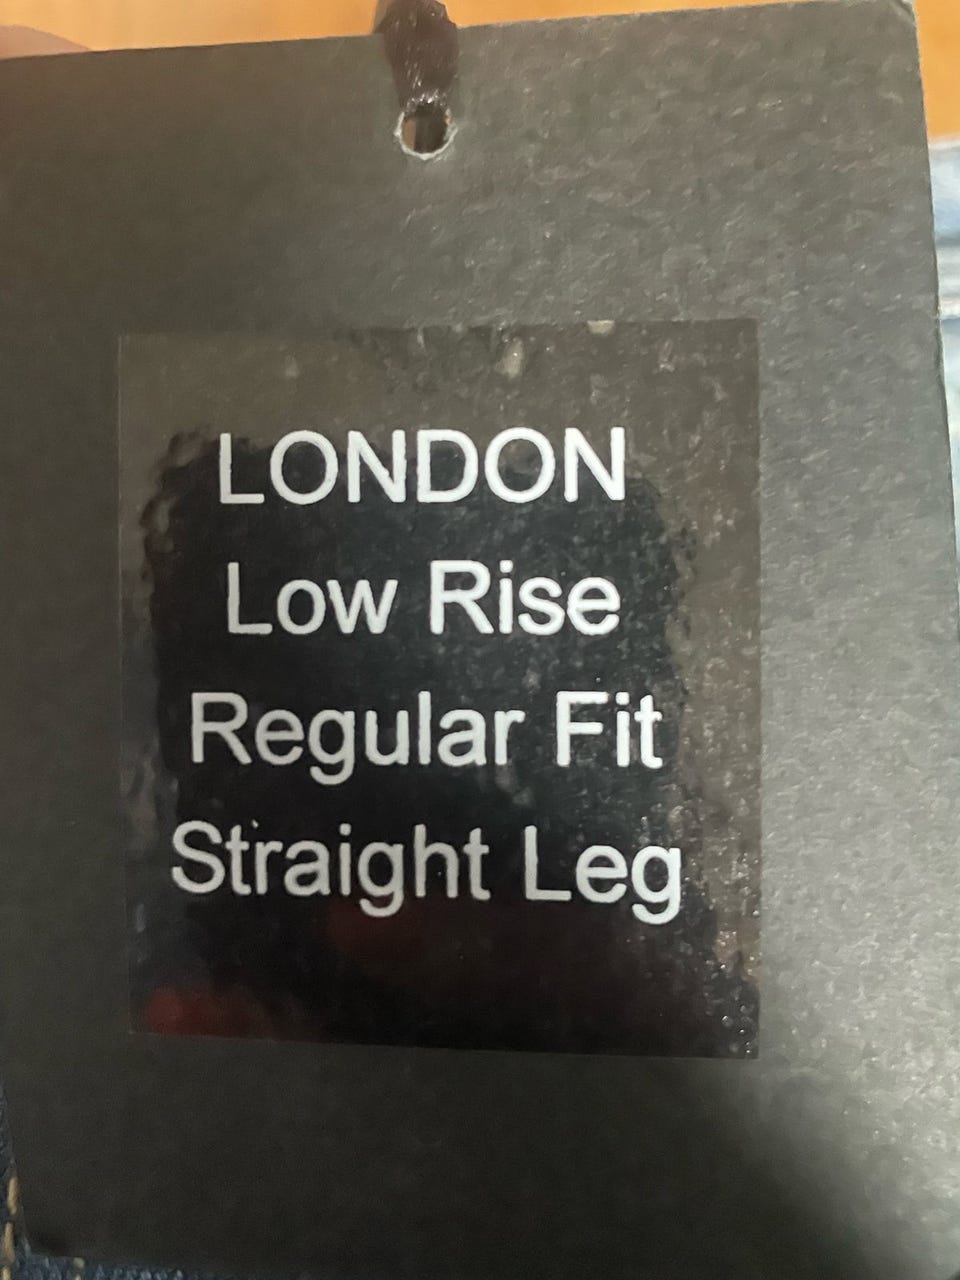 LONDON
Low Rise
Regular Fit
Straight Leg